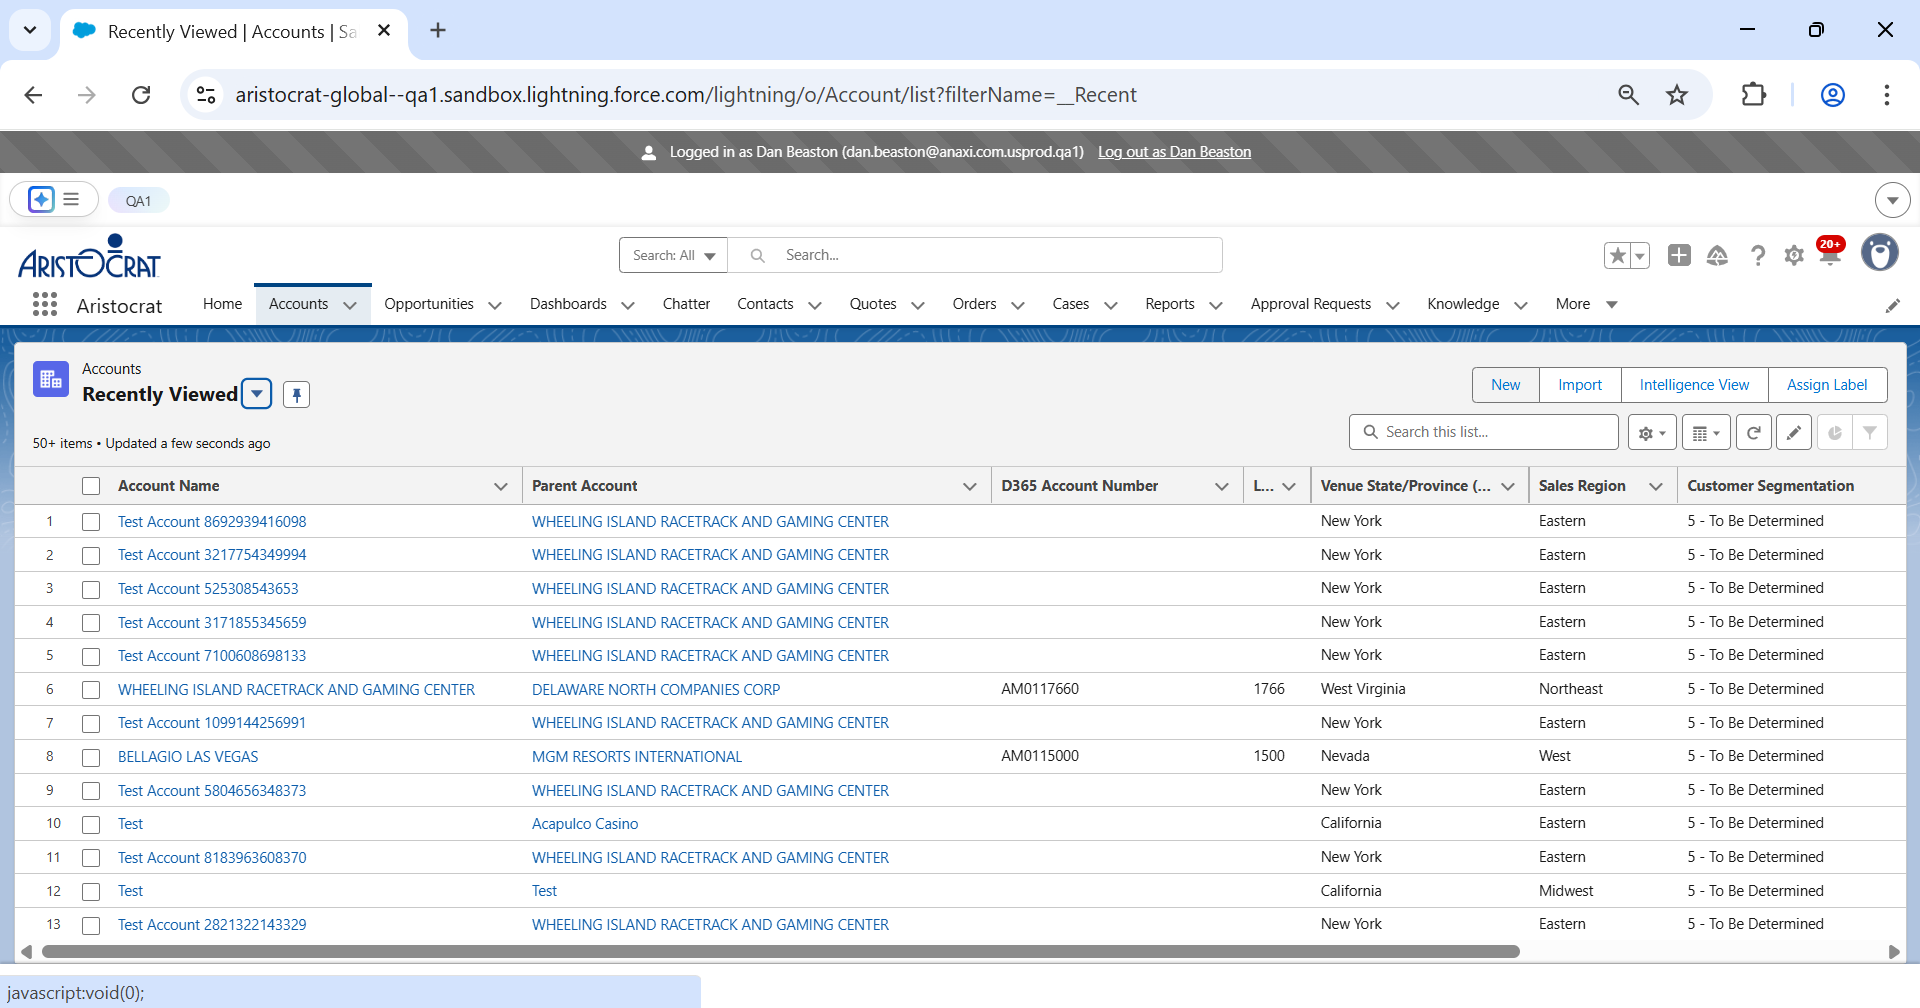 Recently Viewed | Accounts | Sa
aristocrat-global--qa1.sandbox.lightning.force.com/lightning/o/Account/list?filterName=__Recent
Logged in as Dan Beaston (dan.beaston@anaxi.com.usprod.qa1) Log out as Dan Beaston
QA1
ARISTOCRAT
Search: All Search...
20+
Aristocrat Home Accounts Opportunities Dashboards Chatter Contacts Quotes Orders Cases Reports Approval Requests Knowledge More
Accounts
Recently Viewed
New Import Intelligence View Assign Label
50+ items • Updated a few seconds ago
Search this list...
Account Name Parent Account D365 Account Number L... Venue State/Province (... Sales Region Customer Segmentation
1 Test Account 8692939416098 WHEELING ISLAND RACETRACK AND GAMING CENTER New York Eastern 5 - To Be Determined
2 Test Account 3217754349994 WHEELING ISLAND RACETRACK AND GAMING CENTER New York Eastern 5 - To Be Determined
3 Test Account 525308543653 WHEELING ISLAND RACETRACK AND GAMING CENTER New York Eastern 5 - To Be Determined
4 Test Account 3171855345659 WHEELING ISLAND RACETRACK AND GAMING CENTER New York Eastern 5 - To Be Determined
5 Test Account 7100608698133 WHEELING ISLAND RACETRACK AND GAMING CENTER New York Eastern 5 - To Be Determined
6 WHEELING ISLAND RACETRACK AND GAMING CENTER DELAWARE NORTH COMPANIES CORP AM0117660 1766 West Virginia Northeast 5 - To Be Determined
7 Test Account 1099144256991 WHEELING ISLAND RACETRACK AND GAMING CENTER New York Eastern 5 - To Be Determined
8 BELLAGIO LAS VEGAS MGM RESORTS INTERNATIONAL AM0115000 1500 Nevada West 5 - To Be Determined
9 Test Account 5804656348373 WHEELING ISLAND RACETRACK AND GAMING CENTER New York Eastern 5 - To Be Determined
10 Test Acapulco Casino California Eastern 5 - To Be Determined
11 Test Account 8183963608370 WHEELING ISLAND RACETRACK AND GAMING CENTER New York Eastern 5 - To Be Determined
12 Test Test California Midwest 5 - To Be Determined
13 Test Account 2821322143329 WHEELING ISLAND RACETRACK AND GAMING CENTER New York Eastern 5 - To Be Determined
javascript:void(0);